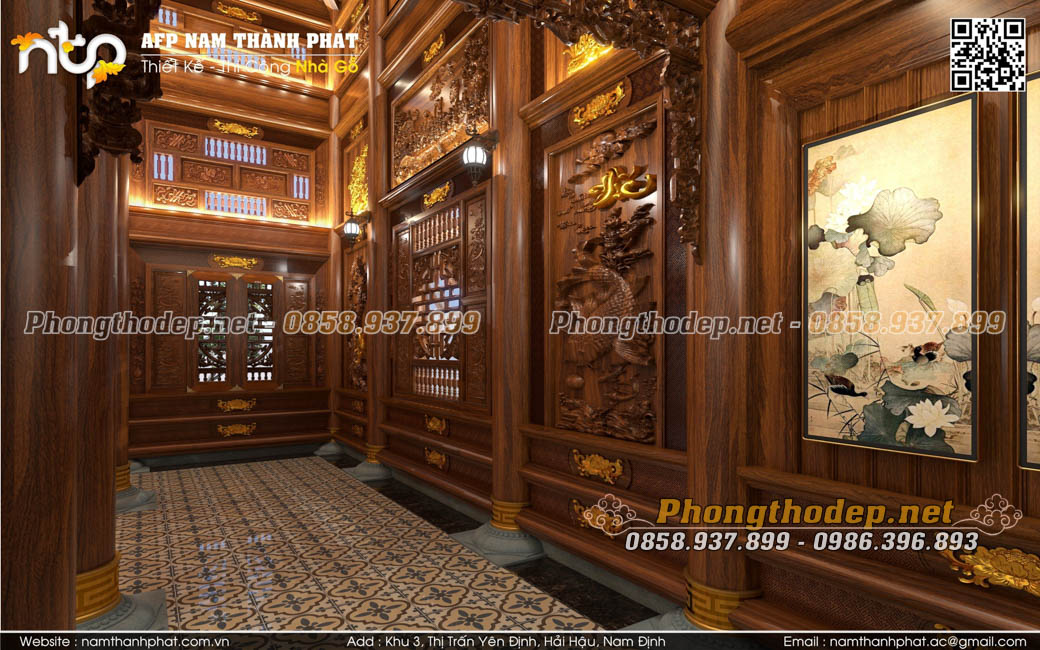 ntp
AFP NAM THÀNH PHÁT
Thiết Kế - Thi Công Nhà Gỗ
Phongthodep.net - 0858.937.899
Phongthodep.net - 0858.937.899
Phongthodep.net
0858.937.899 - 0986.396.893
Website : namthanhphat.com.vn
Add : Khu 3, Thị Trấn Yên Định, Hải Hậu, Nam Định
Email : namthanhphat.ac@gmail.com